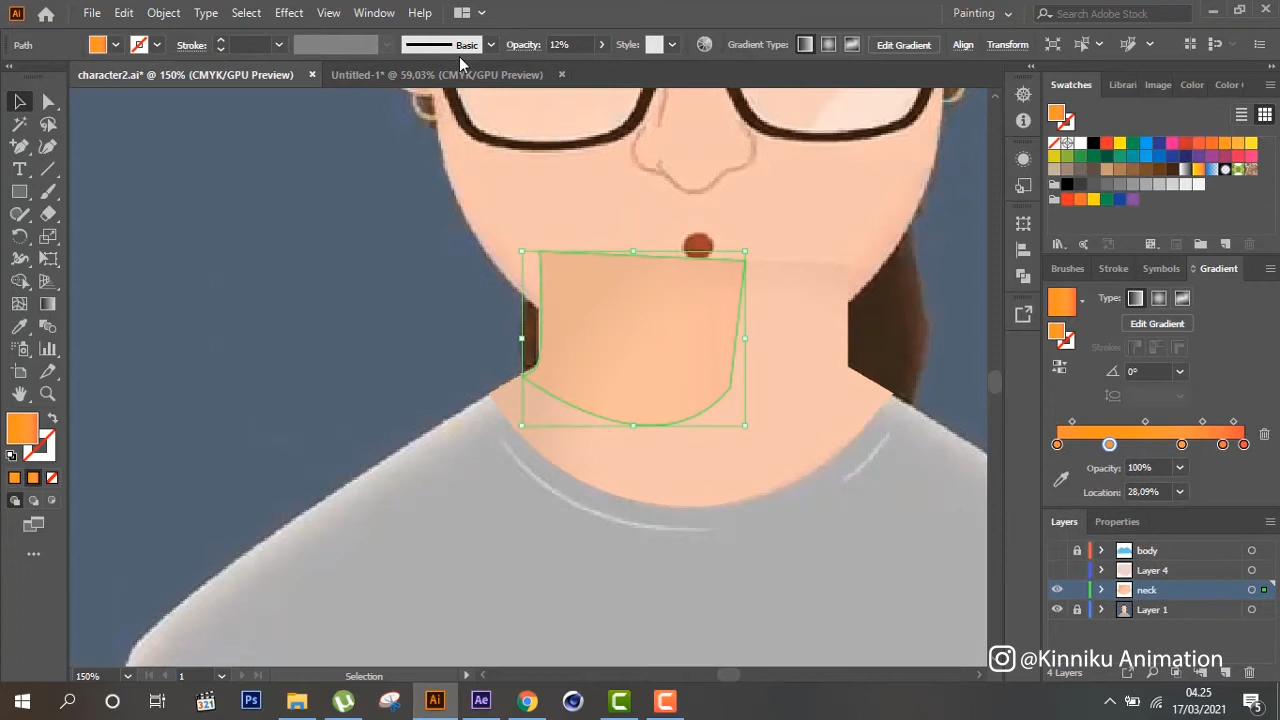 File Edit Object Type Select Effect View Window Help Painting Search Adobe Stock
Path Stroke: Basic Opacity: 12% Style: Gradient Type: Edit Gradient Align Transform
character2.ai* @ 150% (CMYK/GPU Preview) Untitled-1* @ 59,03% (CMYK/GPU Preview)
Swatches Librari Image Color Color
Brushes Stroke Symbols Gradient
Type:
Edit Gradient
Strokes:
0°
Opacity: 100%
Location: 28,09%
Layers Properties
body
Layer 4
neck
Layer 1
@Kinniku Animation
150% 1 Selection 4 Layers
Ps Ai Ae 04.25
17/03/2021 5